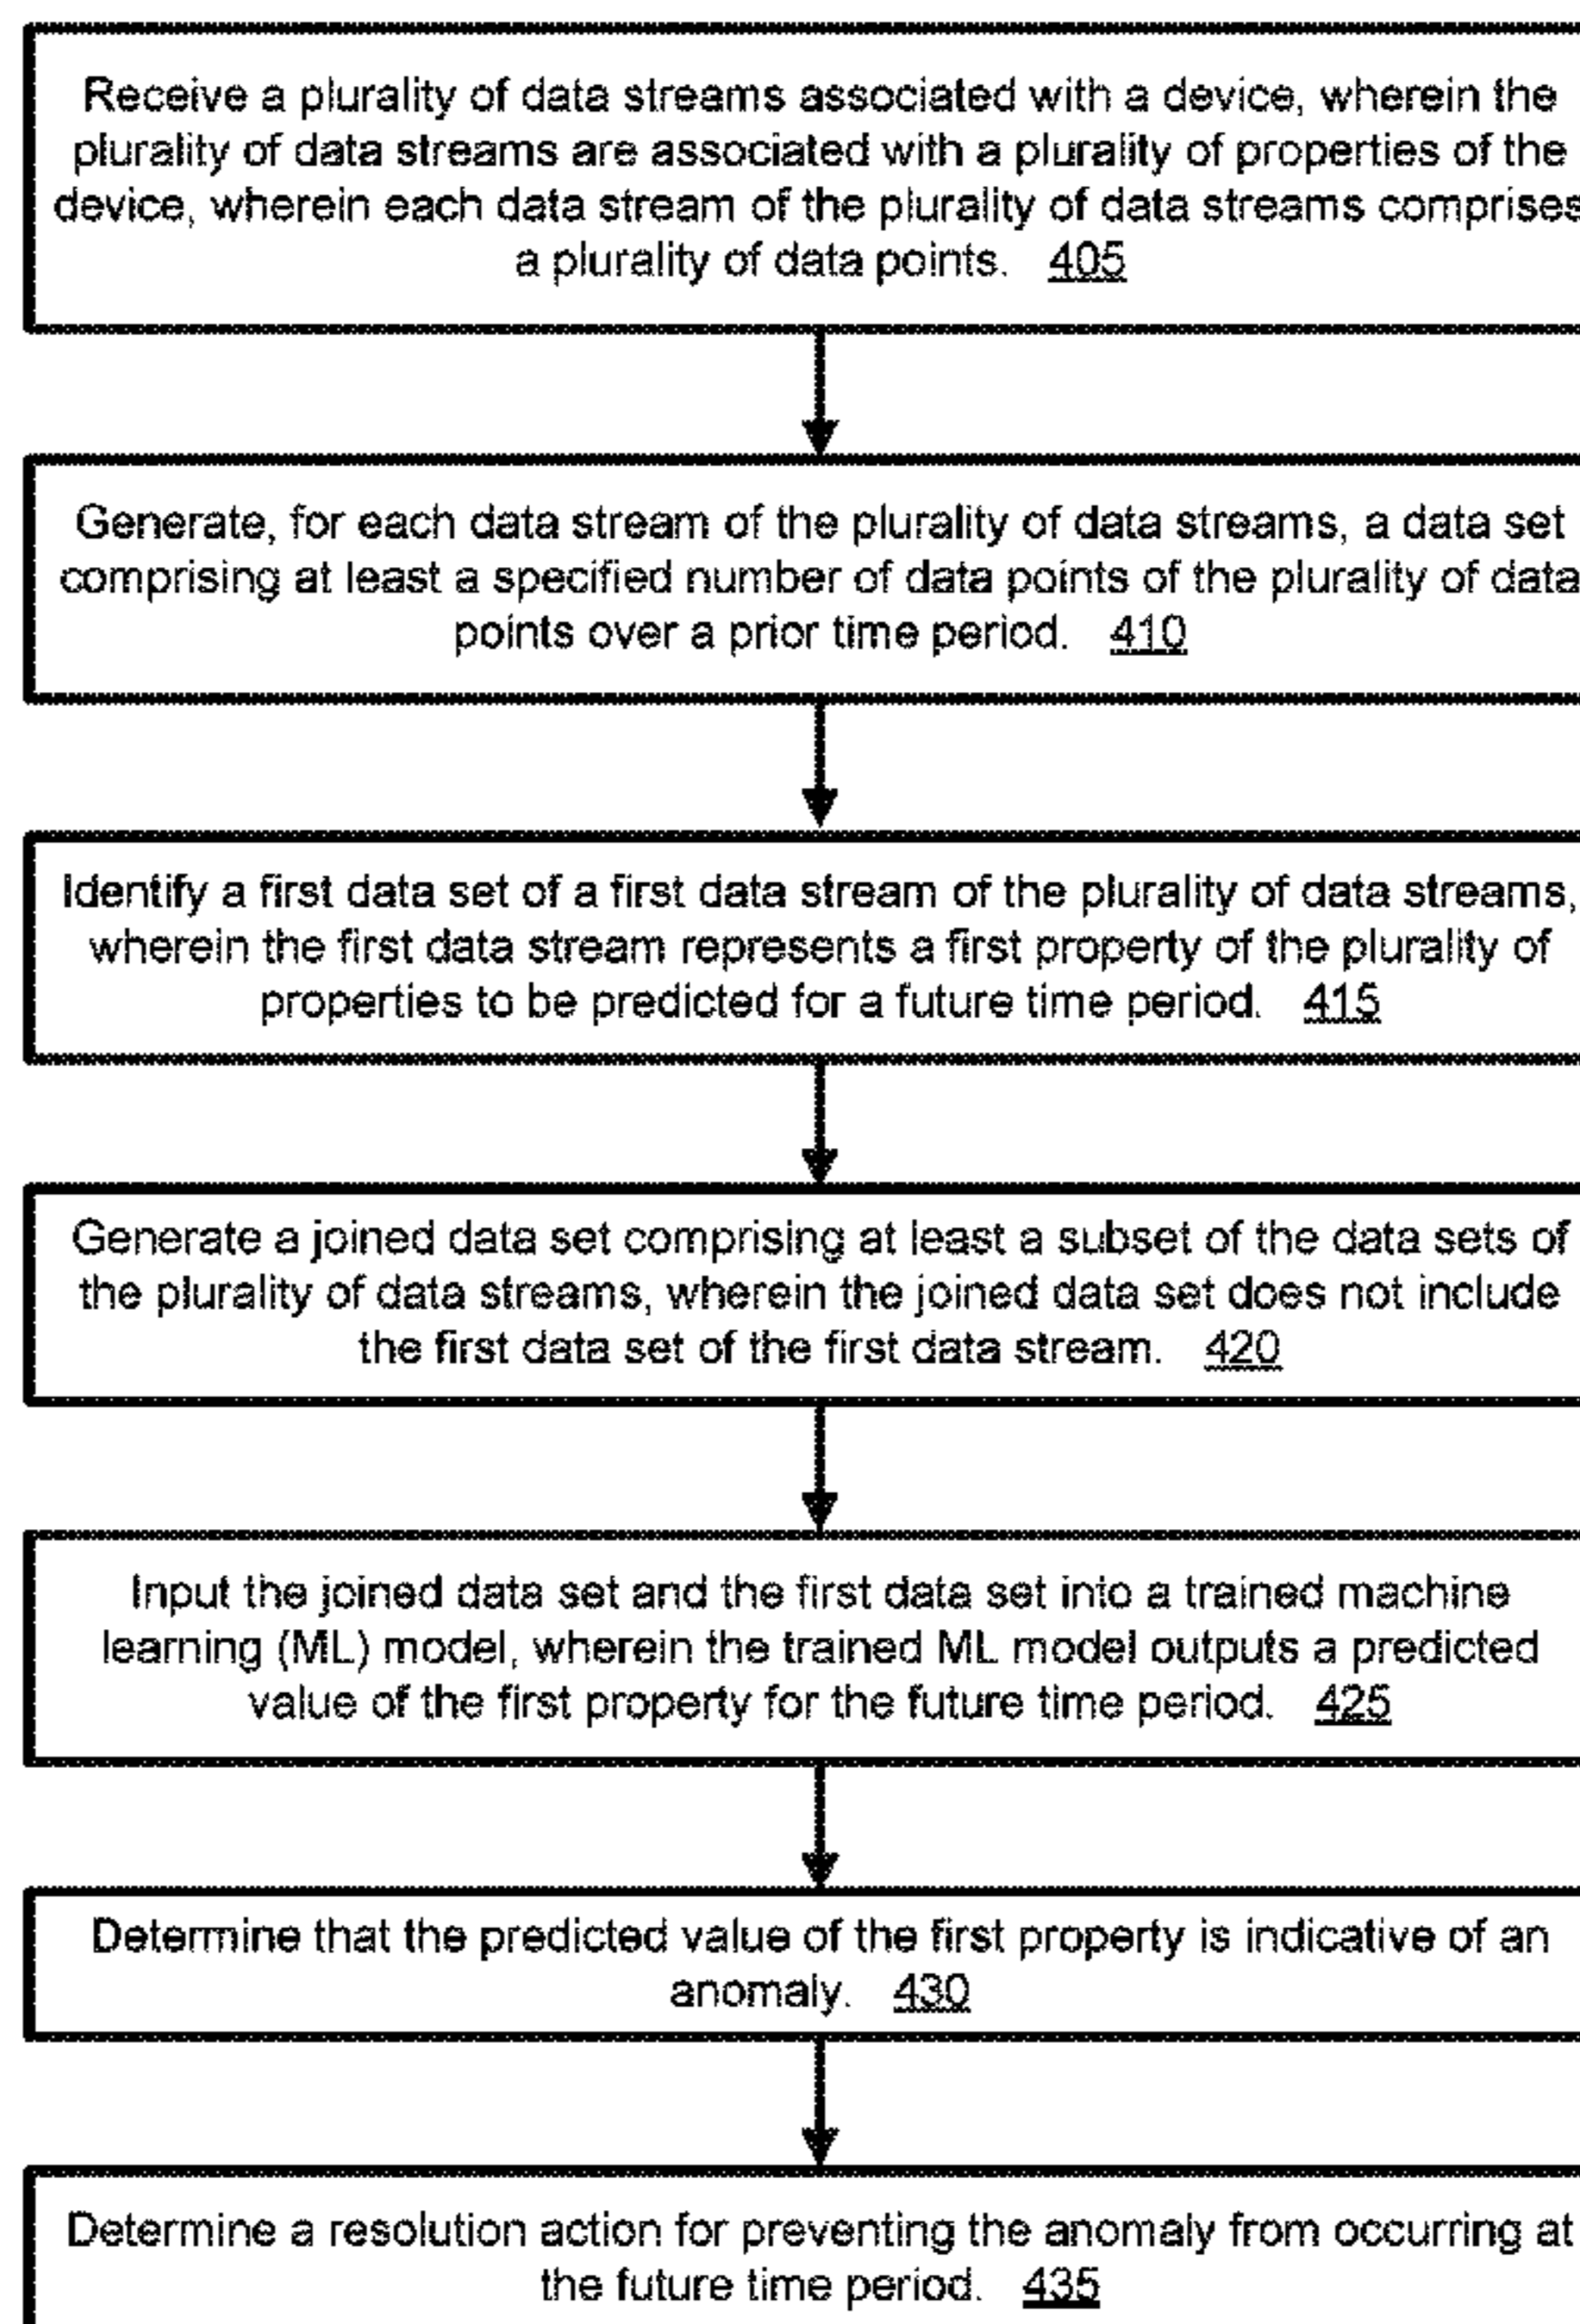 Receive a plurality of data streams associated with a device, wherein the
plurality of data streams are associated with a plurality of properties of the
device, wherein each data stream of the plurality of data streams comprises
a plurality of data points. 405
Generate, for each data stream of the plurality of data streams, a data set
comprising at least a specified number of data points of the plurality of data
points over a prior time period. 410
Identify a first data set of a first data stream of the plurality of data streams,
wherein the first data stream represents a first property of the plurality of
properties to be predicted for a future time period. 415
Generate a joined data set comprising at least a subset of the data sets of
the plurality of data streams, wherein the joined data set does not include
the first data set of the first data stream. 420
Input the joined data set and the first data set into a trained machine
learning (ML) model, wherein the trained ML model outputs a predicted
value of the first property for the future time period. 425
Determine that the predicted value of the first property is indicative of an
anomaly. 430
Determine a resolution action for preventing the anomaly from occurring at
the future time period. 435